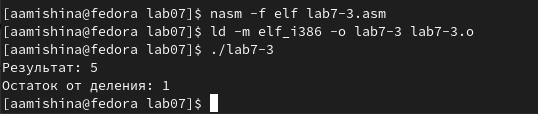 [aamishina@fedora lab07]$ nasm -f elf lab7-3.asm
[aamishina@fedora lab07]$ ld -m elf_i386 -o lab7-3 lab7-3.o
[aamishina@fedora lab07]$ ./lab7-3
Результат: 5
Остаток от деления: 1
[aamishina@fedora lab07]$